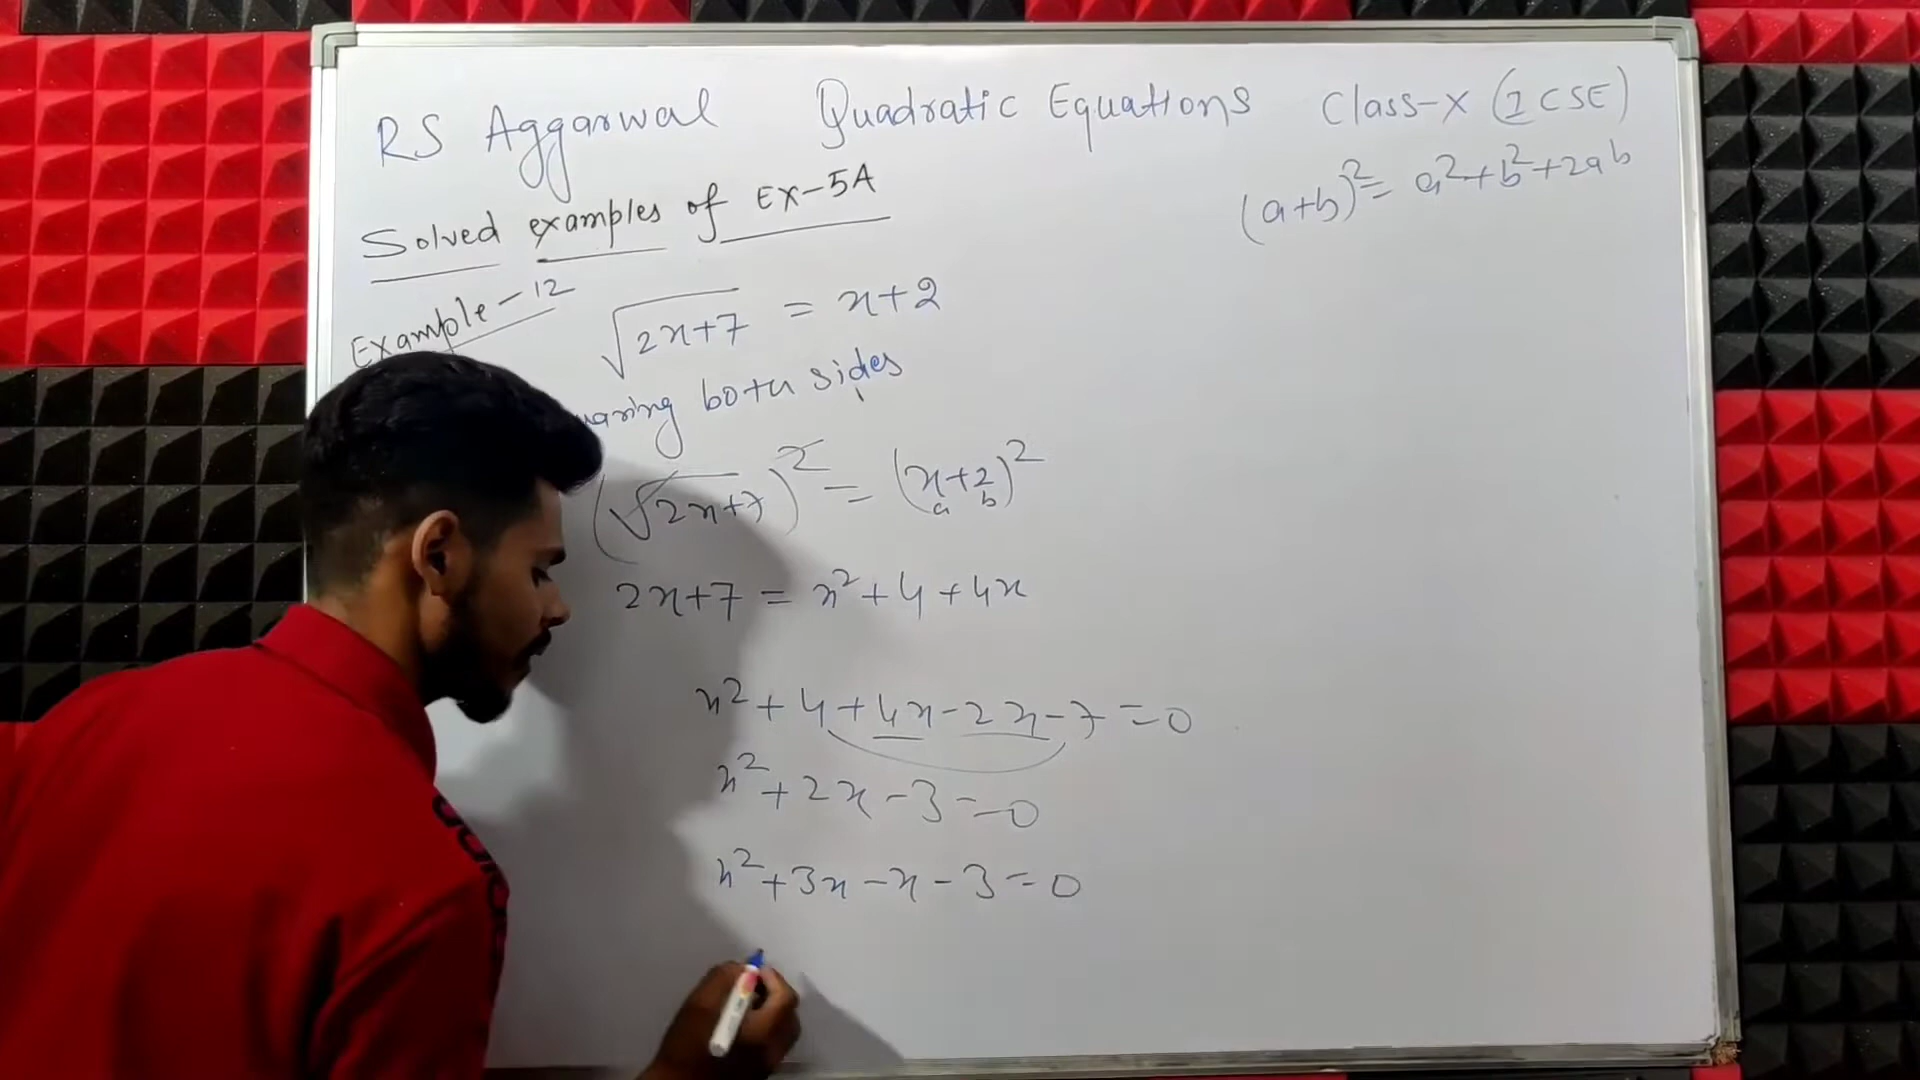 RS Aggarwal Quadratic Equations Class-X (ICSE)
(a+b)²= a²+b²+2ab
Solved examples of EX-5A
Example-12 √2x+7 = x+2
both sides
(√2x+7)² = (x+2)²
a b
2x+7 = x²+4+4x
x²+4+4x-2x-7=0
x²+2x-3=0
x²+3x-x-3=0